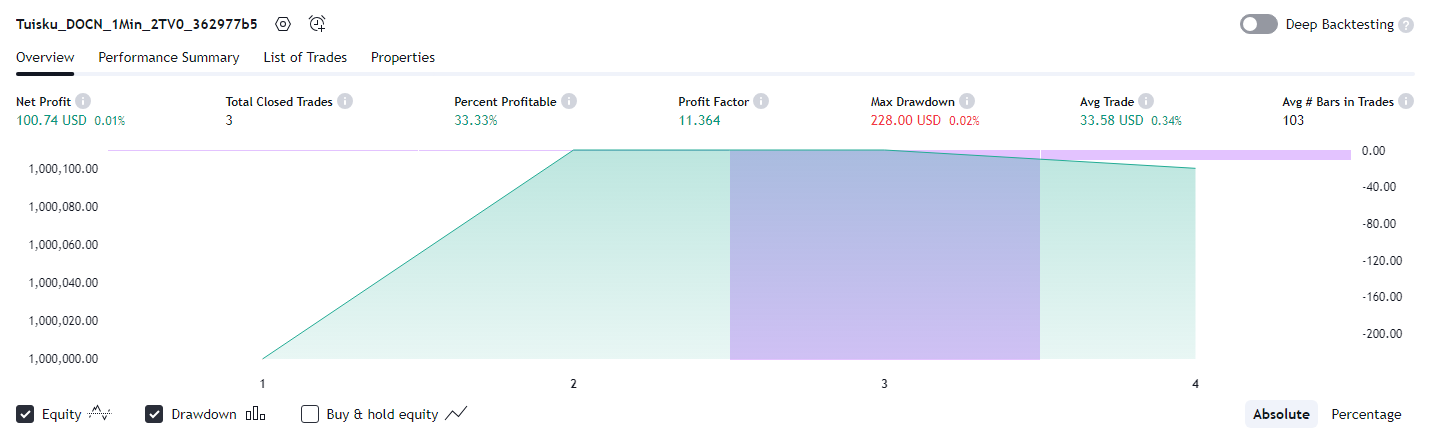 Tuisku_DOCN_1Min_2TV0_362977b5 Deep Backtesting ?
Overview Performance Summary List of Trades Properties
Net Profit Total Closed Trades Percent Profitable Profit Factor Max Drawdown Avg Trade Avg # Bars in Trades
100.74 USD 0.01% 3 33.33% 11.364 228.00 USD 0.02% 33.58 USD 0.34% 103
0.00
1,000,100.00
-40.00
1,000,080.00
-80.00
1,000,060.00
-120.00
1,000,040.00
-160.00
1,000,020.00
-200.00
1,000,000.00
1 2 3 4
Equity Drawdown Buy & hold equity Absolute Percentage